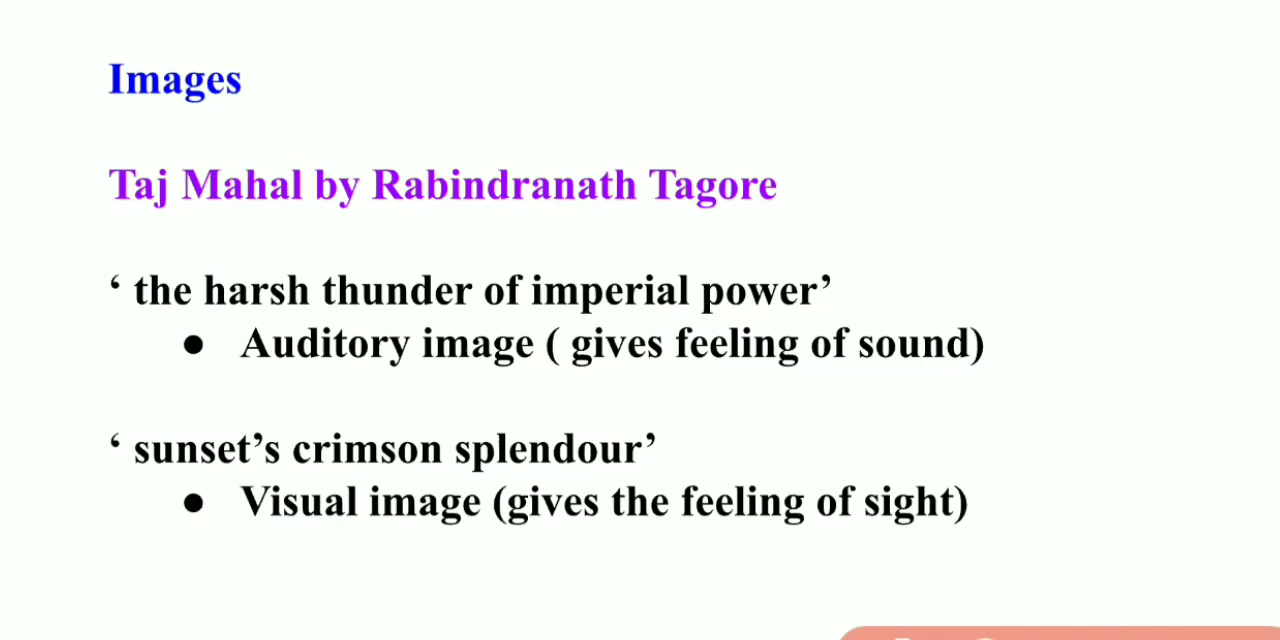 Images
Taj Mahal by Rabindranath Tagore
‘ the harsh thunder of imperial power’
● Auditory image ( gives feeling of sound)
‘ sunset’s crimson splendour’
● Visual image (gives the feeling of sight)